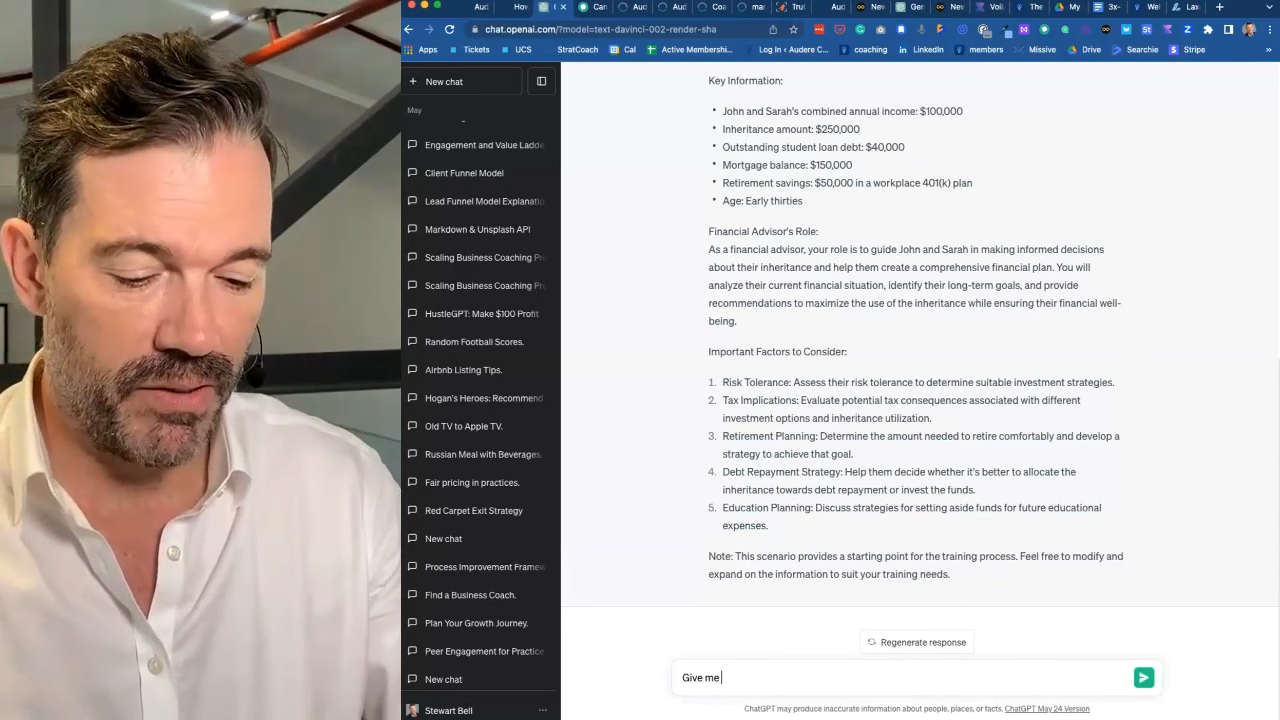 Aud
How
Car
Aud
Aud
Me
Trut
Aud
Nev
Ger
Yes
Voi
Nev
Me
3x-
Lax
chat.openai.com/?model=text-davinci-002-render-sha
Apps
Tickets
UCS
StratCoach
Cal
Active Membershi...
Log In ‹ Audere C...
coaching
LinkedIn
members
Missive
Drive
Searchie
Stripe
»
+ New chat
May
Engagement and Value Ladde
Client Funnel Model
Lead Funnel Model Explanatio
Markdown & Unsplash API
Scaling Business Coaching Pr
Scaling Business Coaching Pr
HustleGPT: Make $100 Profit
Random Football Scores.
Airbnb Listing Tips.
Hogan's Heroes: Recommend
Old TV to Apple TV.
Russian Meal with Beverages.
Fair pricing in practices.
Red Carpet Exit Strategy
New chat
Process Improvement Framew
Find a Business Coach.
Plan Your Growth Journey.
Peer Engagement for Practice
New chat
Stewart Bell ...
Key Information:
• John and Sarah's combined annual income: $100,000
• Inheritance amount: $250,000
• Outstanding student loan debt: $40,000
• Mortgage balance: $150,000
• Retirement savings: $50,000 in a workplace 401(k) plan
• Age: Early thirties
Financial Advisor's Role:
As a financial advisor, your role is to guide John and Sarah in making informed decisions
about their inheritance and help them create a comprehensive financial plan. You will
analyze their current financial situation, identify their long-term goals, and provide
recommendations to maximize the use of the inheritance while ensuring their financial well-
being.
Important Factors to Consider:
1. Risk Tolerance: Assess their risk tolerance to determine suitable investment strategies.
2. Tax Implications: Evaluate potential tax consequences associated with different
investment options and inheritance utilization.
3. Retirement Planning: Determine the amount needed to retire comfortably and develop a
strategy to achieve that goal.
4. Debt Repayment Strategy: Help them decide whether it's better to allocate the
inheritance towards debt repayment or invest the funds.
5. Education Planning: Discuss strategies for setting aside funds for future educational
expenses.
Note: This scenario provides a starting point for the training process. Feel free to modify and
expand on the information to suit your training needs.
Regenerate response
Give me
ChatGPT may produce inaccurate information about people, places, or facts. ChatGPT May 24 Version